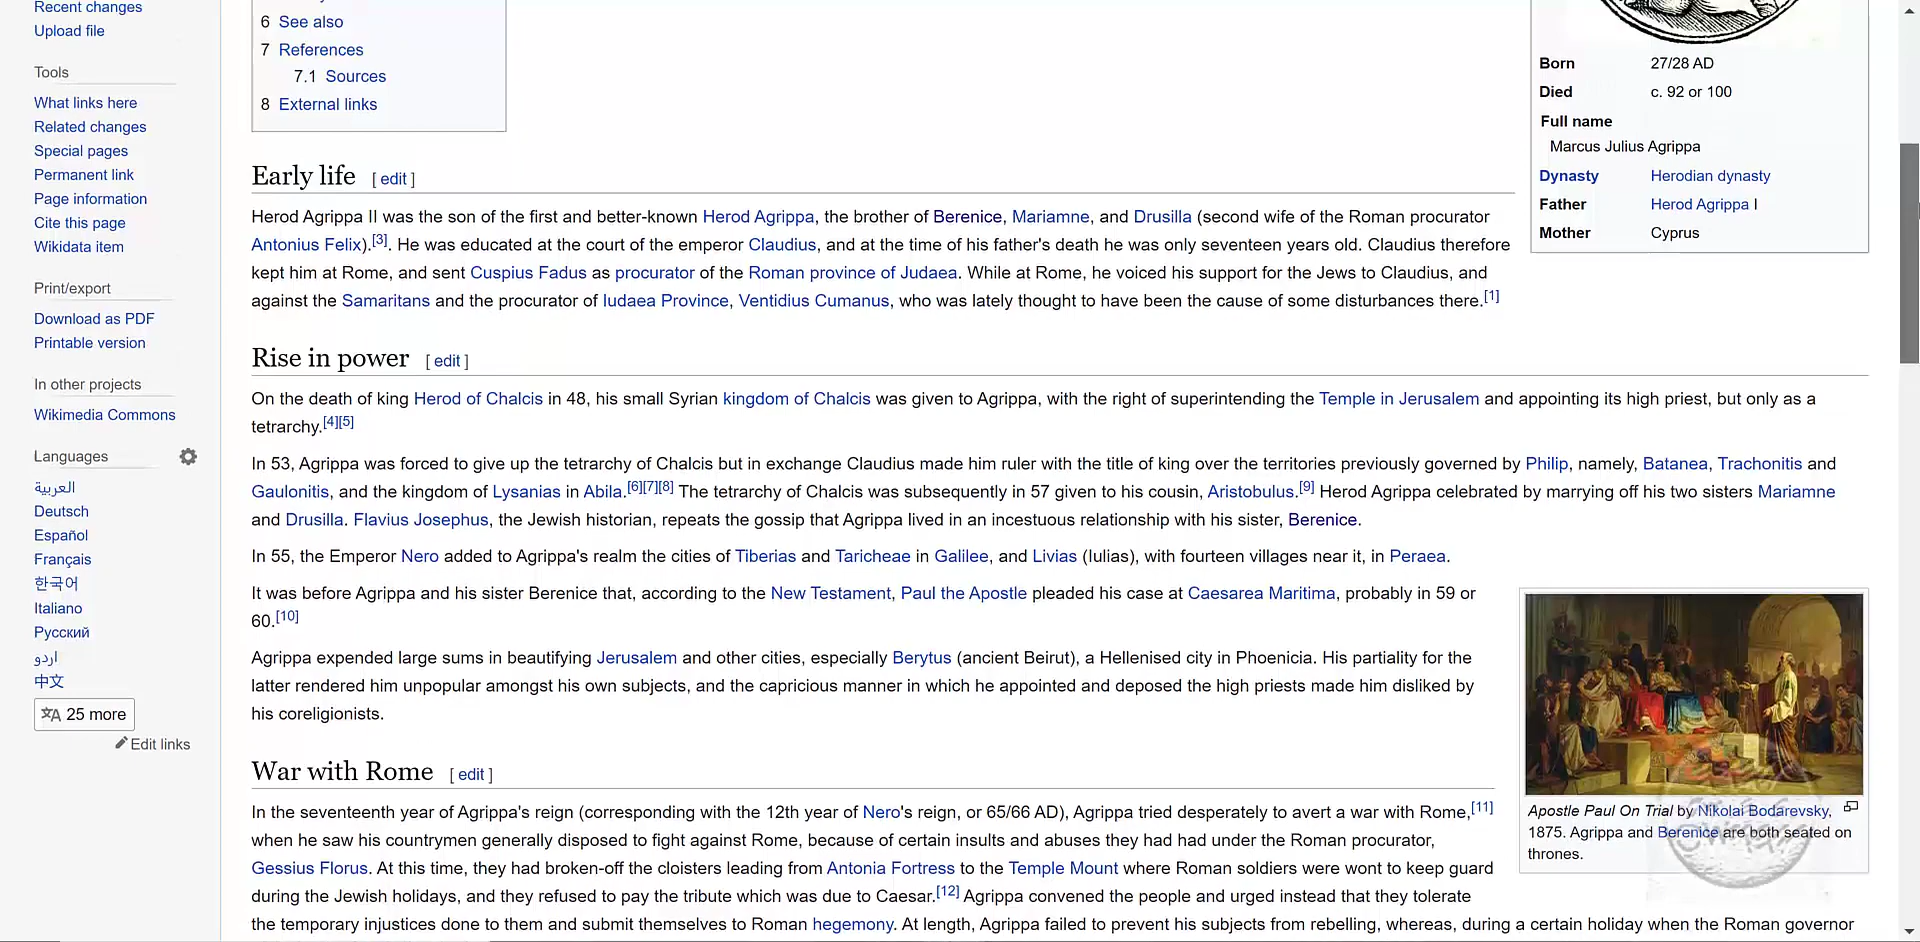 Recent changes
Upload file
Tools
What links here
Related changes
Special pages
Permanent link
Page information
Cite this page
Wikidata item
Print/export
Download as PDF
Printable version
In other projects
Wikimedia Commons
Languages
العربية
Deutsch
Español
Français
한국어
Italiano
Русский
اردو
中文
25 more
Edit links
6 See also
7 References
7.1 Sources
8 External links
Early life [ edit ]
Herod Agrippa II was the son of the first and better-known Herod Agrippa, the brother of Berenice, Mariamne, and Drusilla (second wife of the Roman procurator
Antonius Felix).[3]. He was educated at the court of the emperor Claudius, and at the time of his father's death he was only seventeen years old. Claudius therefore
kept him at Rome, and sent Cuspius Fadus as procurator of the Roman province of Judaea. While at Rome, he voiced his support for the Jews to Claudius, and
against the Samaritans and the procurator of Iudaea Province, Ventidius Cumanus, who was lately thought to have been the cause of some disturbances there.[1]
Rise in power [ edit ]
On the death of king Herod of Chalcis in 48, his small Syrian kingdom of Chalcis was given to Agrippa, with the right of superintending the Temple in Jerusalem and appointing its high priest, but only as a
tetrarchy.[4][5]
In 53, Agrippa was forced to give up the tetrarchy of Chalcis but in exchange Claudius made him ruler with the title of king over the territories previously governed by Philip, namely, Batanea, Trachonitis and
Gaulonitis, and the kingdom of Lysanias in Abila.[6][7][8] The tetrarchy of Chalcis was subsequently in 57 given to his cousin, Aristobulus.[9] Herod Agrippa celebrated by marrying off his two sisters Mariamne
and Drusilla. Flavius Josephus, the Jewish historian, repeats the gossip that Agrippa lived in an incestuous relationship with his sister, Berenice.
In 55, the Emperor Nero added to Agrippa's realm the cities of Tiberias and Taricheae in Galilee, and Livias (Iulias), with fourteen villages near it, in Peraea.
It was before Agrippa and his sister Berenice that, according to the New Testament, Paul the Apostle pleaded his case at Caesarea Maritima, probably in 59 or
60.[10]
Agrippa expended large sums in beautifying Jerusalem and other cities, especially Berytus (ancient Beirut), a Hellenised city in Phoenicia. His partiality for the
latter rendered him unpopular amongst his own subjects, and the capricious manner in which he appointed and deposed the high priests made him disliked by
his coreligionists.
War with Rome [ edit ]
In the seventeenth year of Agrippa's reign (corresponding with the 12th year of Nero's reign, or 65/66 AD), Agrippa tried desperately to avert a war with Rome,[11]
when he saw his countrymen generally disposed to fight against Rome, because of certain insults and abuses they had had under the Roman procurator,
Gessius Florus. At this time, they had broken-off the cloisters leading from Antonia Fortress to the Temple Mount where Roman soldiers were wont to keep guard
during the Jewish holidays, and they refused to pay the tribute which was due to Caesar.[12] Agrippa convened the people and urged instead that they tolerate
the temporary injustices done to them and submit themselves to Roman hegemony. At length, Agrippa failed to prevent his subjects from rebelling, whereas, during a certain holiday when the Roman governor
Born 27/28 AD
Died c. 92 or 100
Full name
Marcus Julius Agrippa
Dynasty Herodian dynasty
Father Herod Agrippa I
Mother Cyprus
Apostle Paul On Trial by Nikolai Bodarevsky,
1875. Agrippa and Berenice are both seated on
thrones.